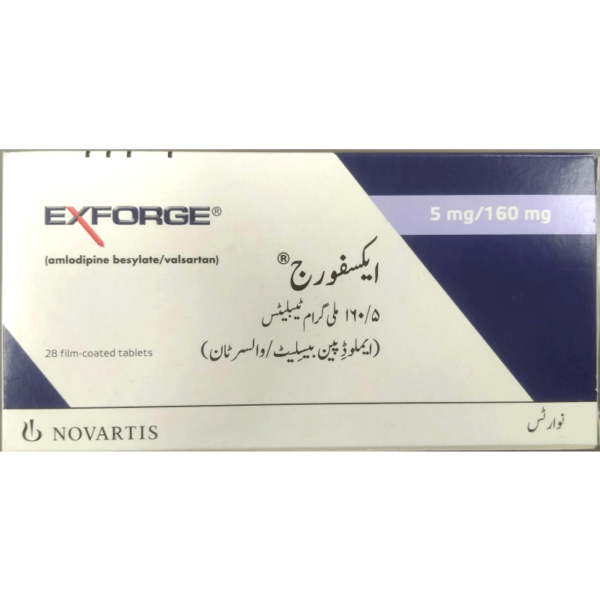 EXFORGE®
(amlodipine besylate/valsartan)
28 film-coated tablets
5 mg/160 mg
ایکسفورج®
۱۶۰/۵ ملی گرام ٹیبلیٹس
(ایملوڈپین بیسلیٹ/والسرٹان)
NOVARTIS
نوارٹس